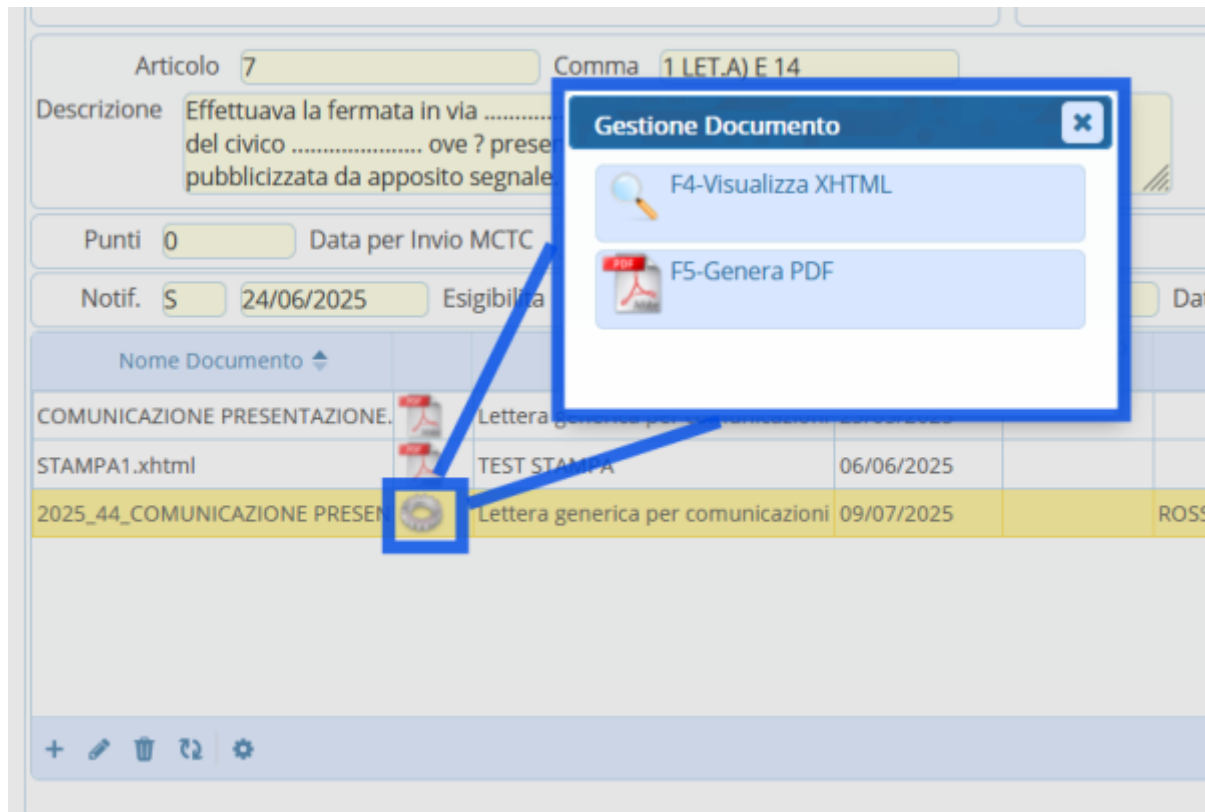 Articolo 7 Comma 1 LET.A) E 14
Descrizione Effettuava la fermata in via
del civico ..................... ove ? prese
pubblicizzata da apposito segnale.
Gestione Documento
F4-Visualizza XHTML
F5-Genera PDF
Punti 0 Data per Invio MCTC
Notif. S 24/06/2025 Esigibilita Da
Nome Documento
COMUNICAZIONE PRESENTAZIONE. Lettera generica per comunicazioni
STAMPA1.xhtml TEST STAMPA 06/06/2025
2025_44_COMUNICAZIONE PRESEN Lettera generica per comunicazioni 09/07/2025 ROSS